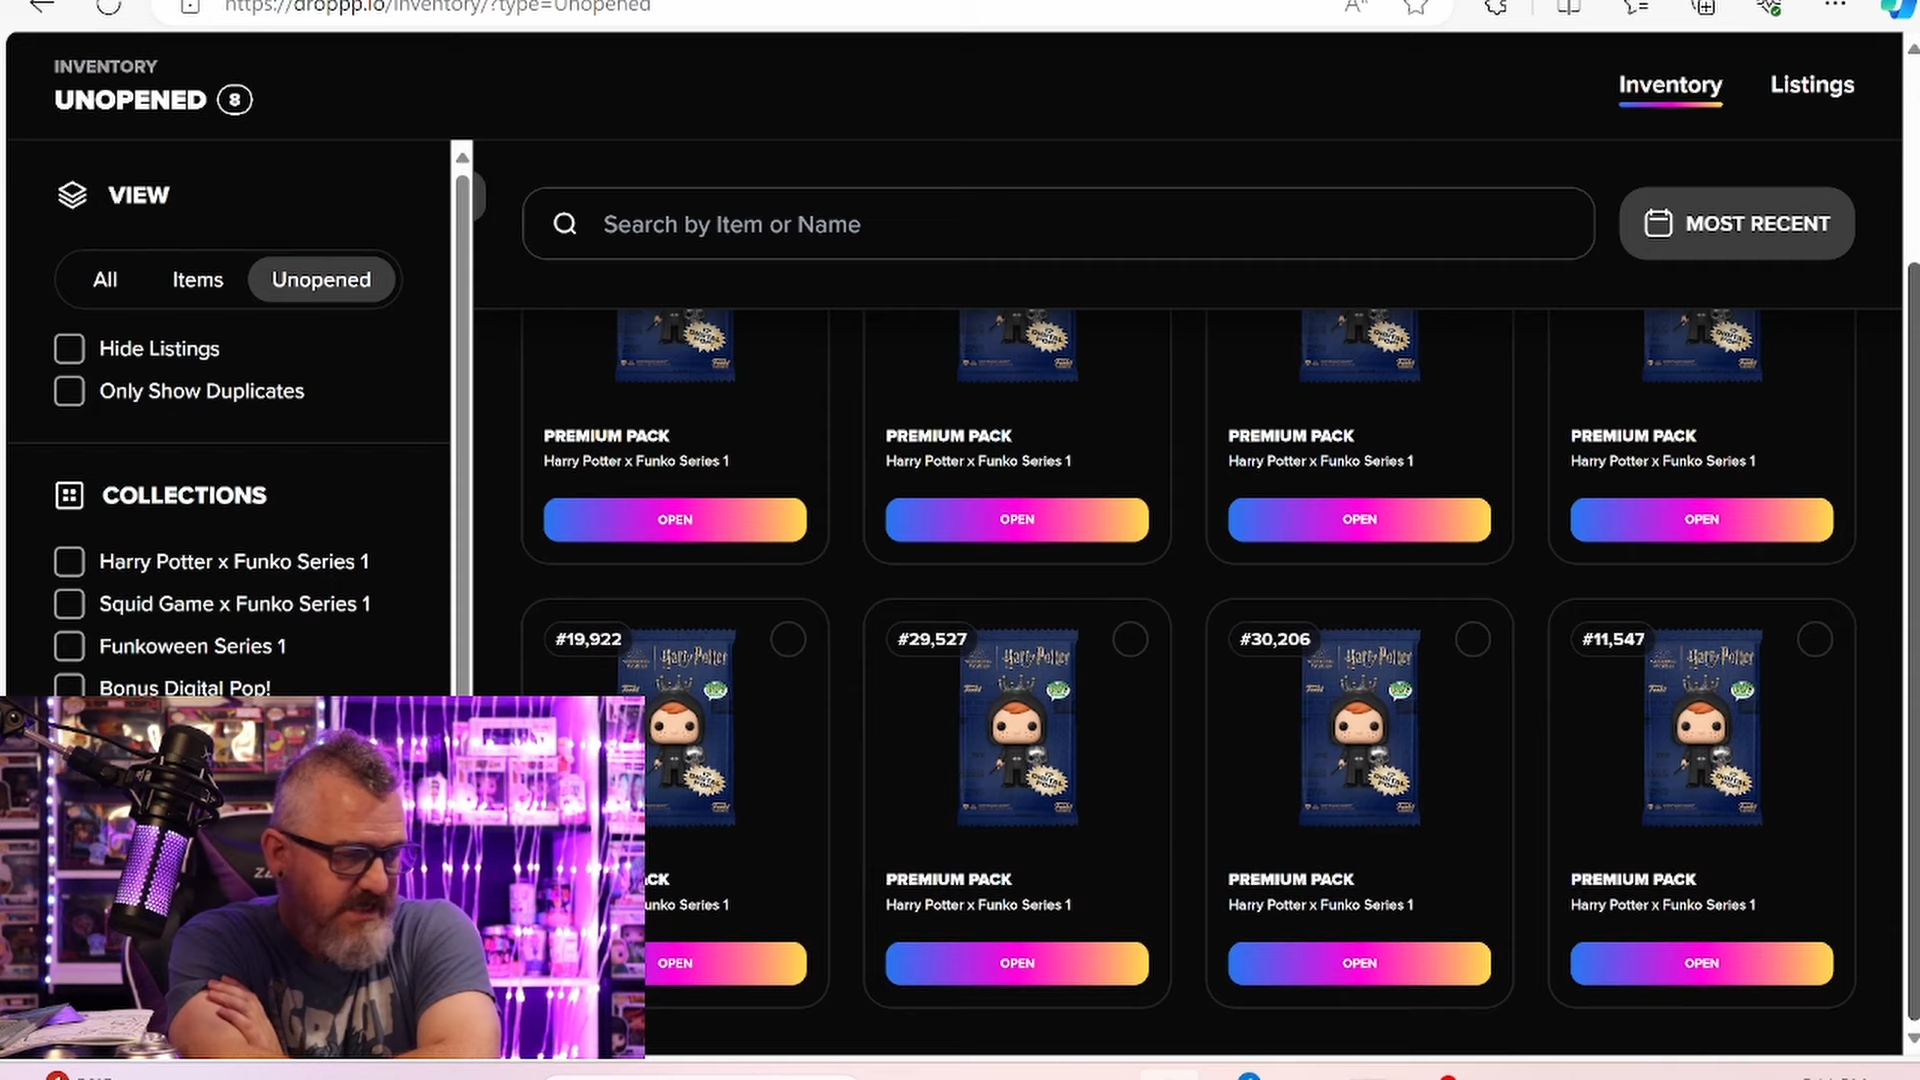 https://droppp.io/inventory/?type=Unopened
INVENTORY
UNOPENED 8
Inventory
Listings
VIEW
All
Items
Unopened
Hide Listings
Only Show Duplicates
COLLECTIONS
Harry Potter x Funko Series 1
Squid Game x Funko Series 1
Funkoween Series 1
Bonus Digital Pop!
Search by Item or Name
MOST RECENT
PREMIUM PACK
Harry Potter x Funko Series 1
OPEN
PREMIUM PACK
Harry Potter x Funko Series 1
OPEN
PREMIUM PACK
Harry Potter x Funko Series 1
OPEN
PREMIUM PACK
Harry Potter x Funko Series 1
OPEN
#19,922
Harry Potter
unko Series 1
OPEN
#29,527
Harry Potter
PREMIUM PACK
Harry Potter x Funko Series 1
OPEN
#30,206
Harry Potter
PREMIUM PACK
Harry Potter x Funko Series 1
OPEN
#11,547
Harry Potter
PREMIUM PACK
Harry Potter x Funko Series 1
OPEN